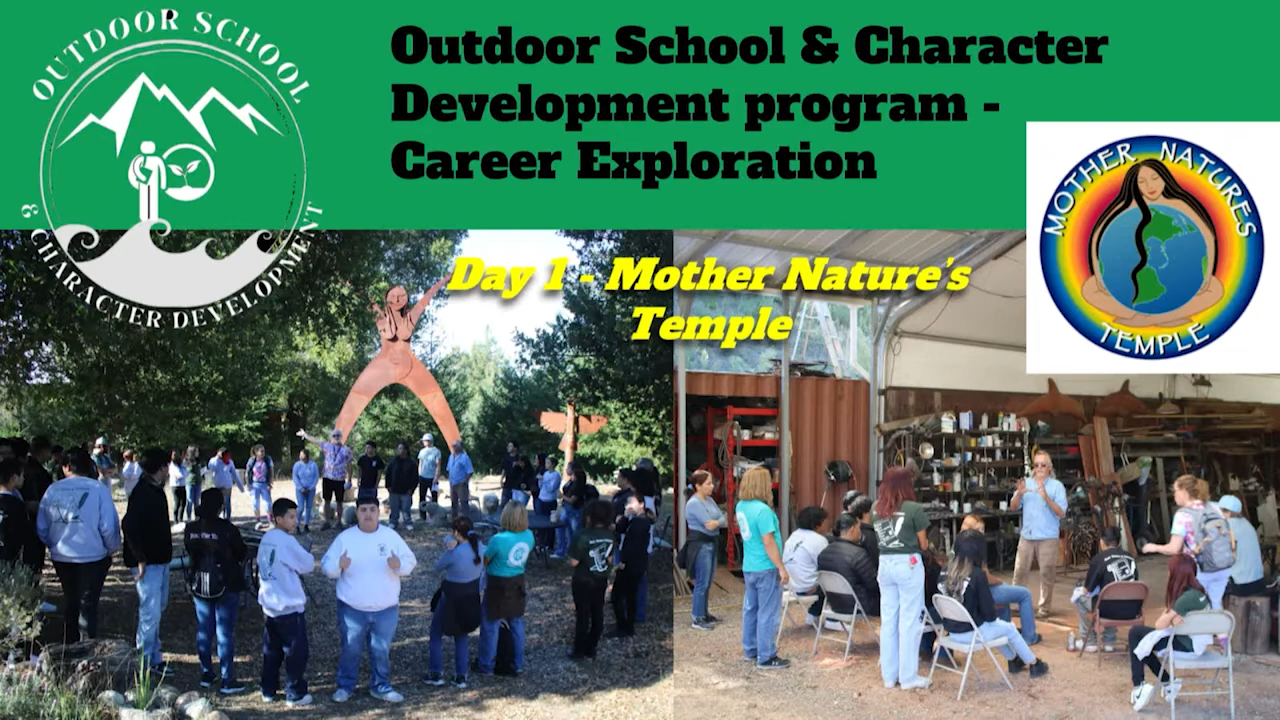 OUTDOOR SCHOOL
& CHARACTER DEVELOPMENT
Outdoor School & Character
Development program -
Career Exploration
MOTHER NATURES
TEMPLE
Day 1 - Mother Nature's
Temple